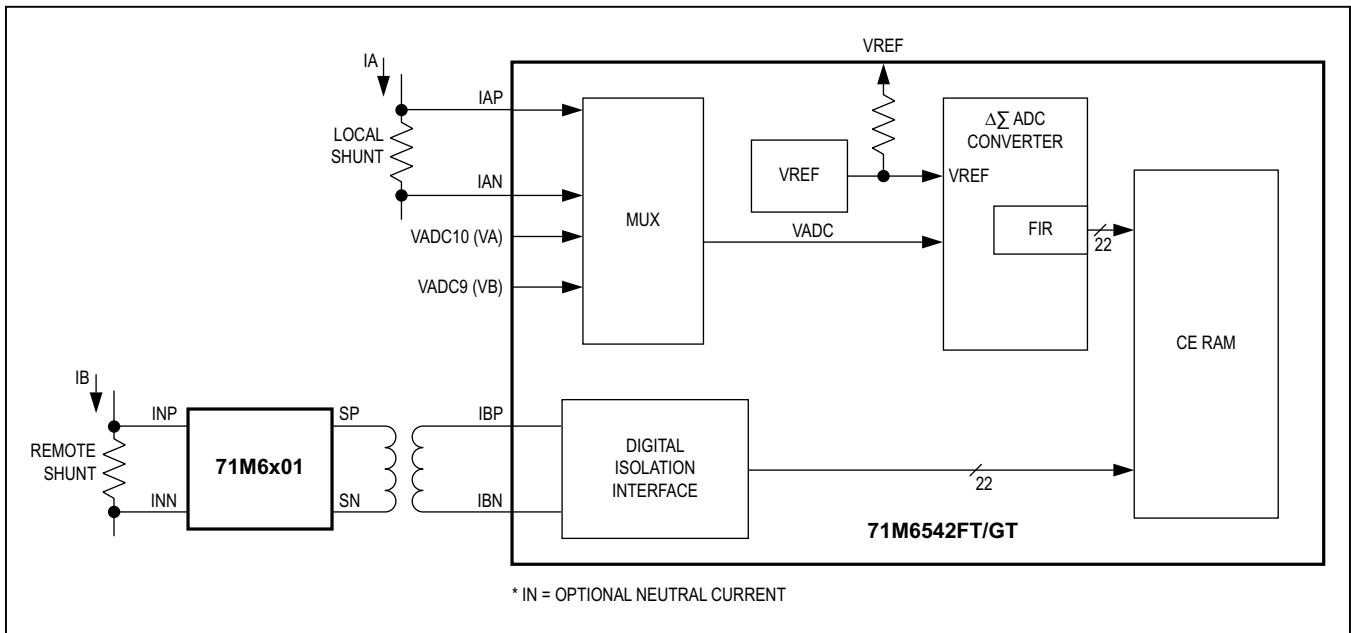 VREF
IA
IAP
LOCAL
SHUNT
IAN
VADC10 (VA)
VADC9 (VB)
MUX
VREF
VADC
∆∑ ADC
CONVERTER
VREF
FIR
22
CE RAM
IB
INP
SP
IBP
REMOTE
SHUNT
71M6x01
INN
SN
IBN
DIGITAL
ISOLATION
INTERFACE
22
71M6542FT/GT
* IN = OPTIONAL NEUTRAL CURRENT